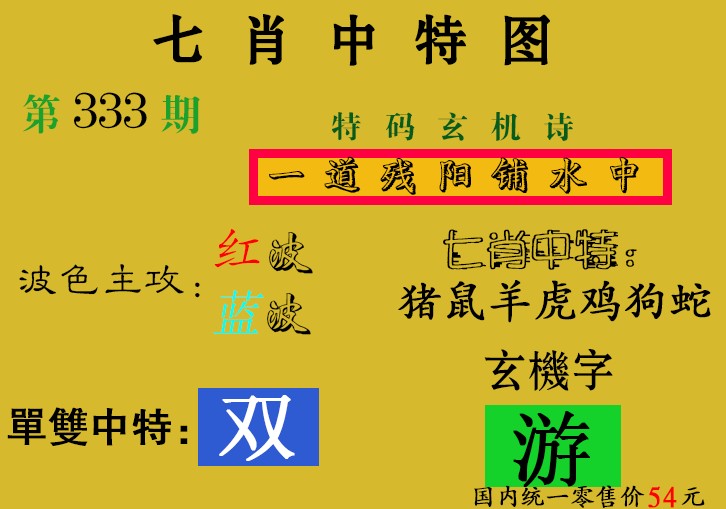 七肖中特图
第333期
特码玄机诗
一道残阳铺水中
波色主攻：
红波
蓝波
七肖中特：
猪鼠羊虎鸡狗蛇
單雙中特：
双
玄機字
游
国内统一零售价54元